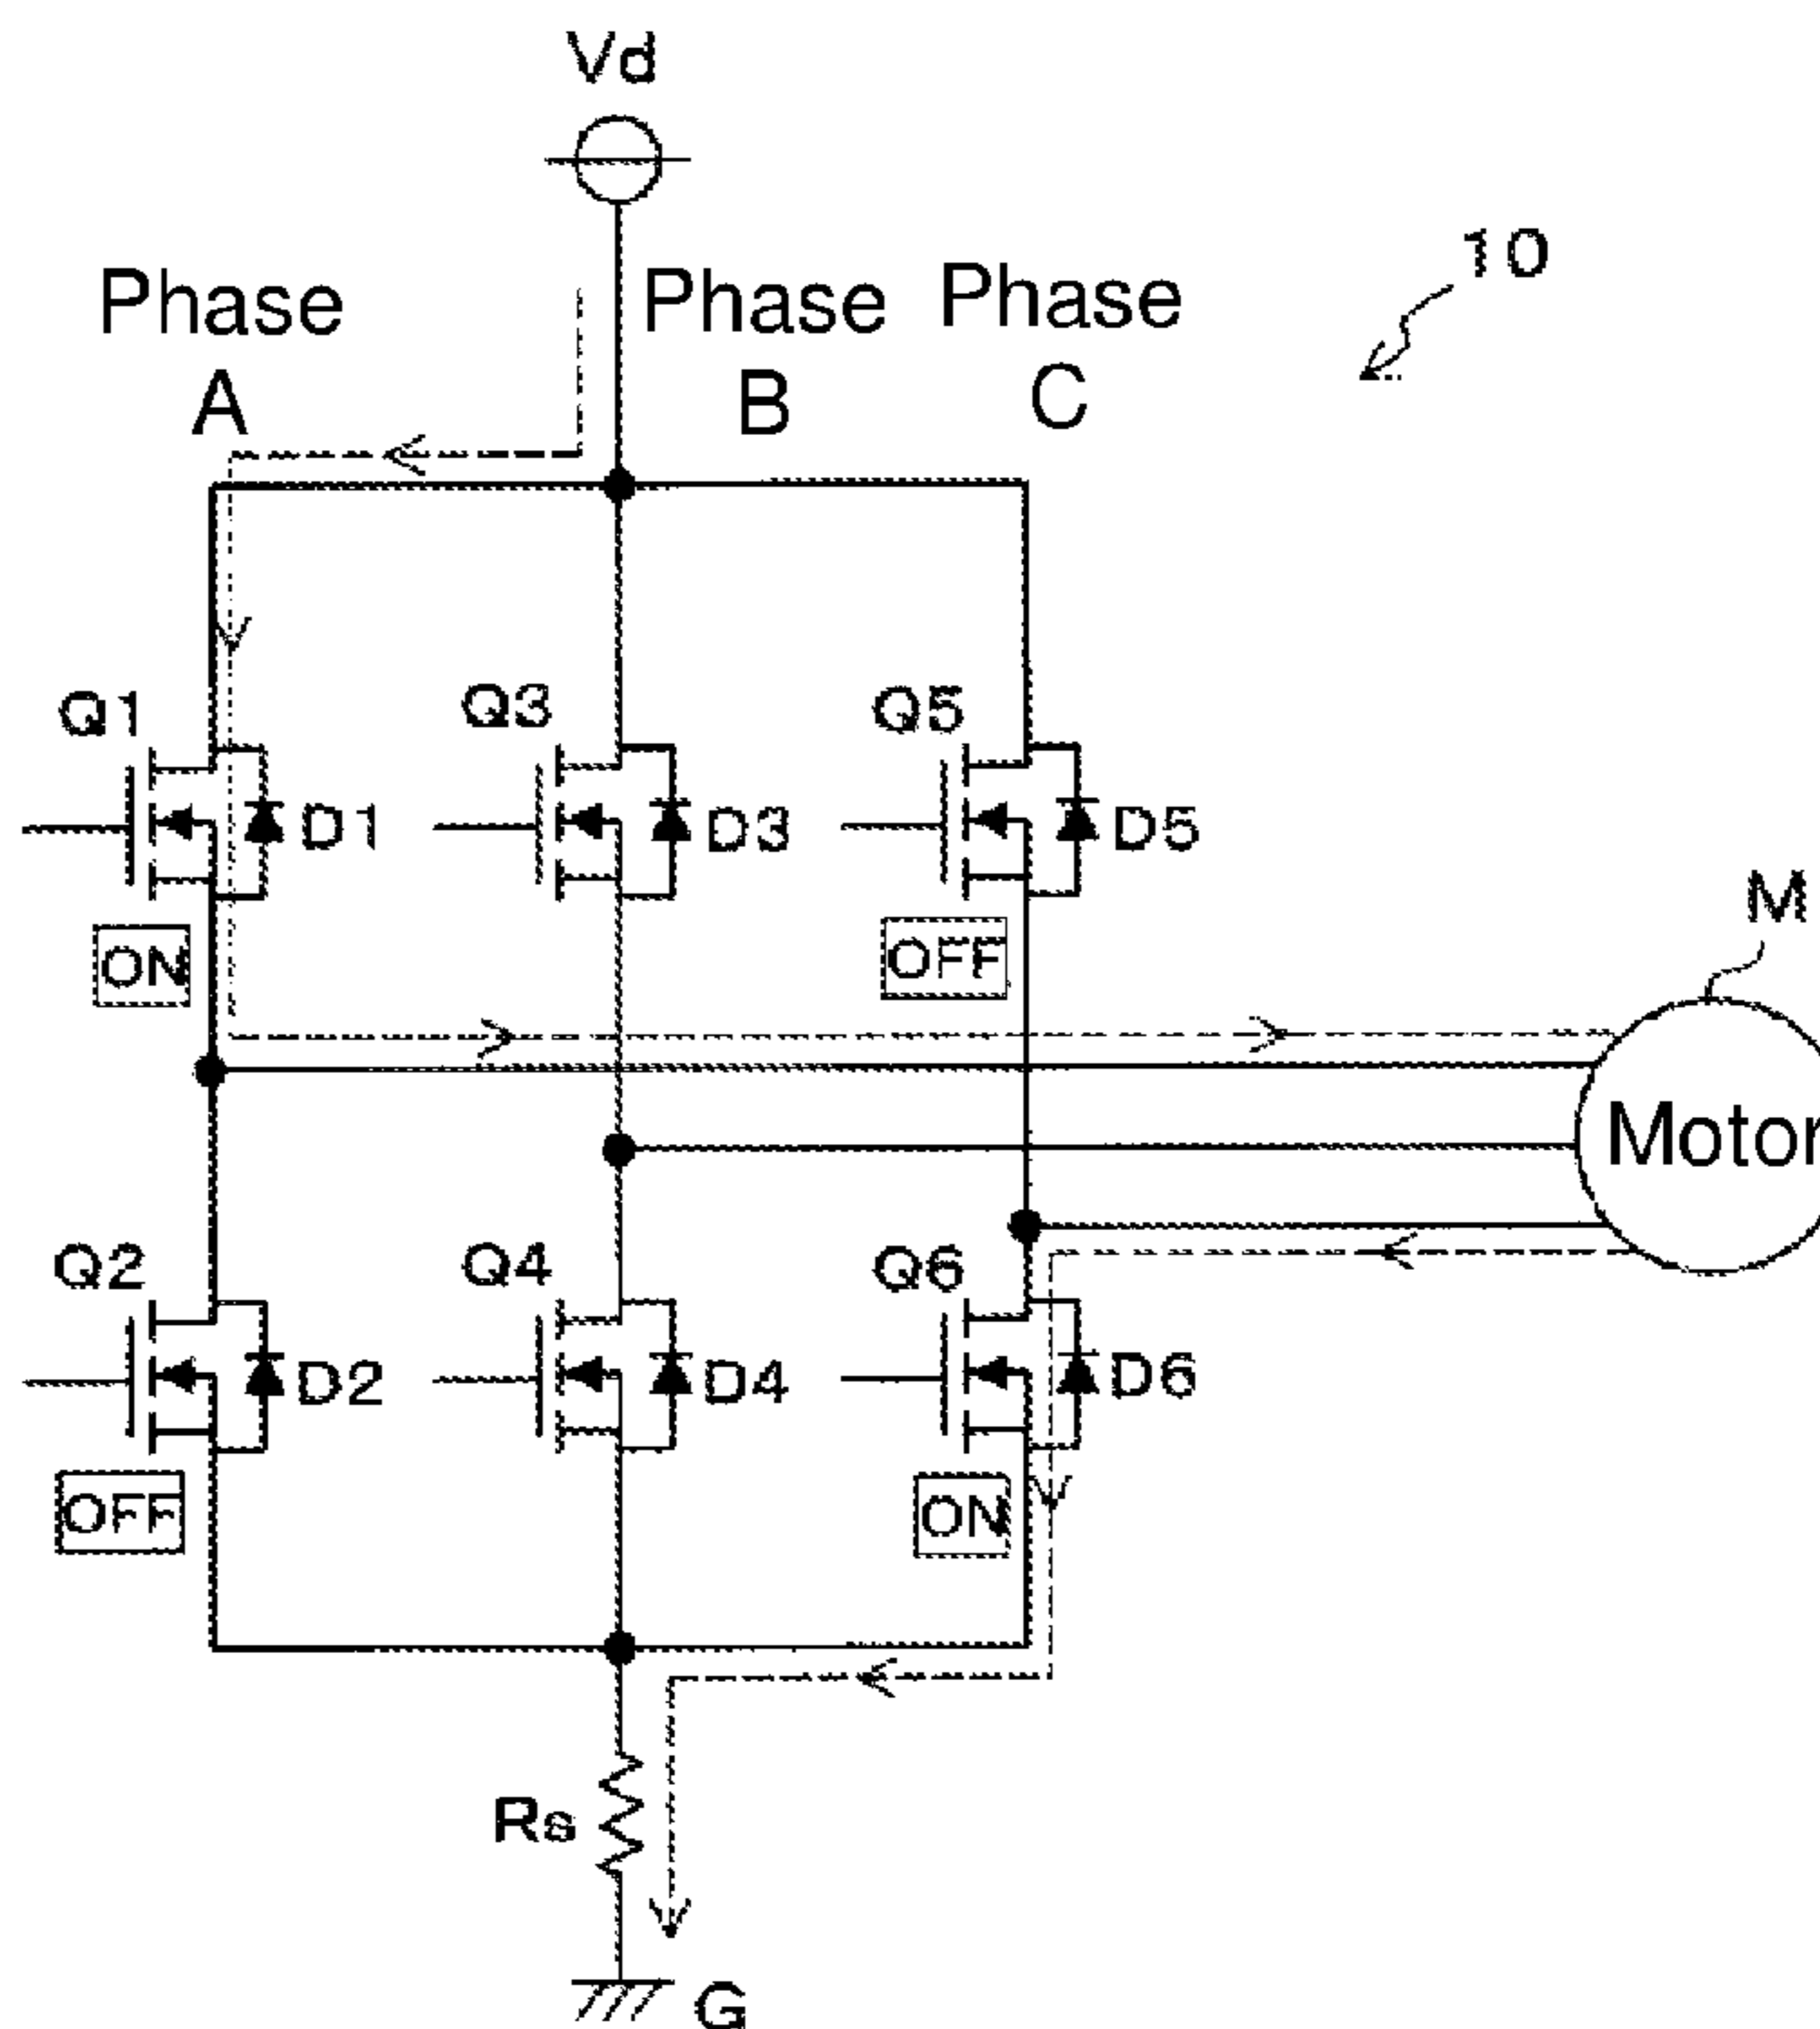 Vd
10
Phase A
Phase B
Phase C
Q1
Q3
Q5
D1
D3
D5
ON
OFF
M
Motor
Q2
Q4
Q6
D2
D4
D6
OFF
ON
Rs
G